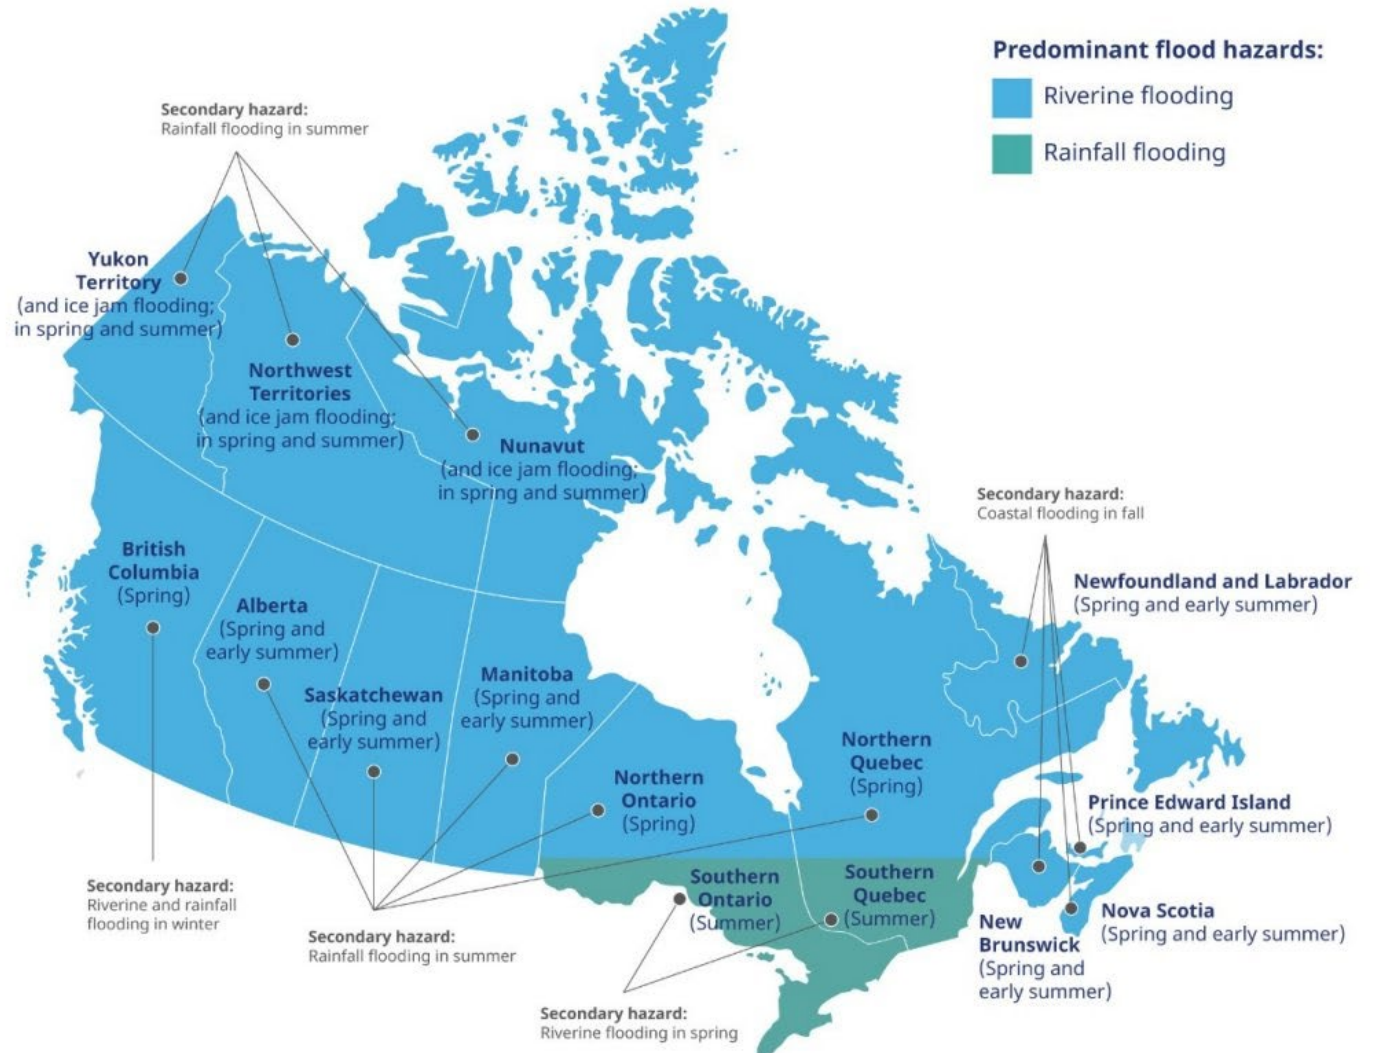 Predominant flood hazards:
Riverine flooding
Rainfall flooding
Secondary hazard:
Rainfall flooding in summer
Yukon
Territory
(and ice jam flooding;
in spring and summer)
Northwest
Territories
(and ice jam flooding;
in spring and summer)
Nunavut
(and ice jam flooding;
in spring and summer)
Secondary hazard:
Coastal flooding in fall
British
Columbia
(Spring)
Alberta
(Spring and
early summer)
Saskatchewan
(Spring and
early summer)
Manitoba
(Spring and
early summer)
Newfoundland and Labrador
(Spring and early summer)
Northern
Ontario
(Spring)
Northern
Quebec
(Spring)
Prince Edward Island
(Spring and early summer)
Southern
Ontario
(Summer)
Southern
Quebec
(Summer)
New
Brunswick
(Spring and
early summer)
Nova Scotia
(Spring and early summer)
Secondary hazard:
Riverine and rainfall
flooding in winter
Secondary hazard:
Rainfall flooding in summer
Secondary hazard:
Riverine flooding in spring